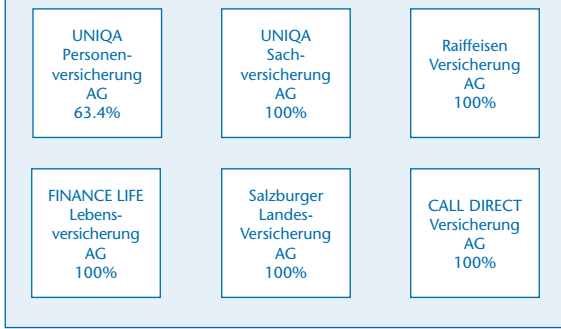 UNIQA
Personen-
versicherung
AG
63.4%
UNIQA
Sach-
versicherung
AG
100%
Raiffeisen
Versicherung
AG
100%
FINANCE LIFE
Lebens-
versicherung
AG
100%
Salzburger
Landes-
Versicherung
AG
100%
CALL DIRECT
Versicherung
AG
100%